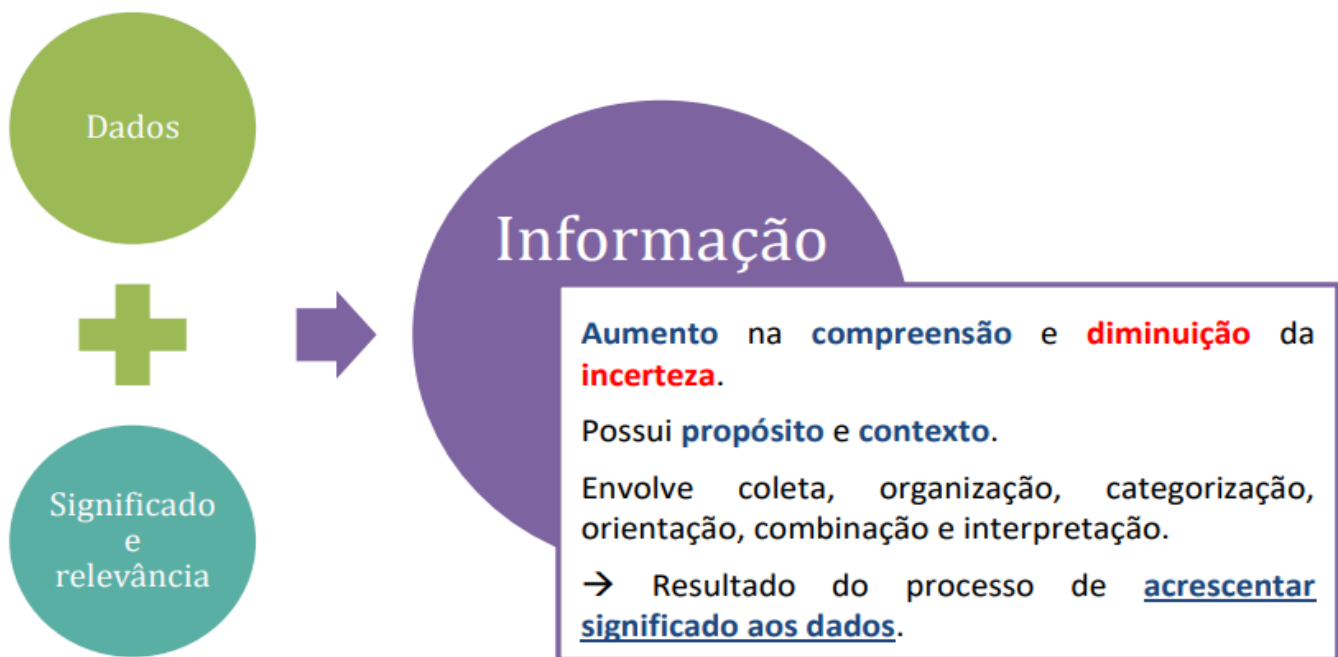 Dados
Significado
e
relevância
Informação
Aumento na compreensão e diminuição da
incerteza.
Possui propósito e contexto.
Envolve coleta, organização, categorização,
orientação, combinação e interpretação.
→ Resultado do processo de acrescentar
significado aos dados.